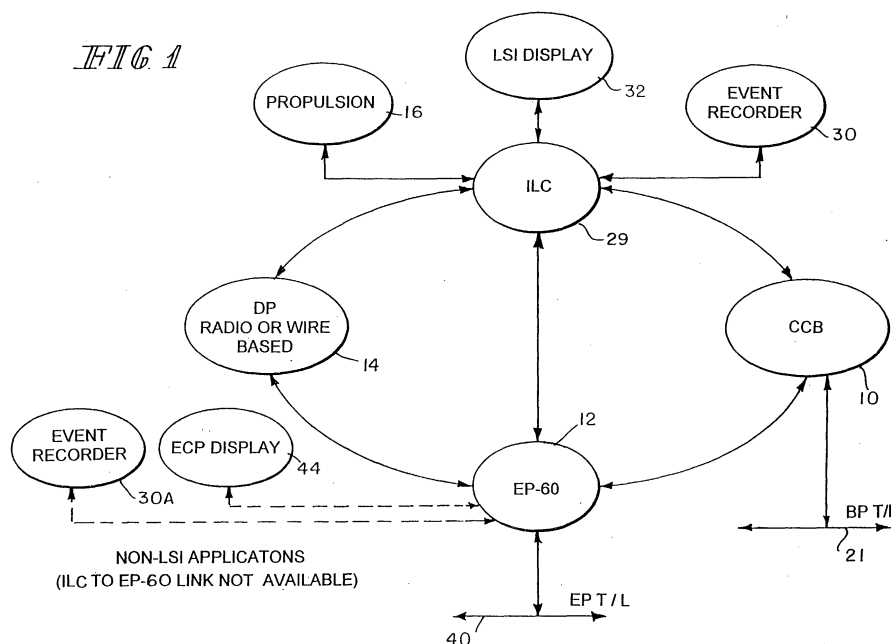 FIG. 1
LSI DISPLAY
32
PROPULSION
16
EVENT
RECORDER
30
ILC
29
DP
RADIO OR WIRE
BASED
14
CCB
10
EVENT
RECORDER
30A
ECP DISPLAY
44
12
EP-60
BP T/L
21
NON-LSI APPLICATONS
(ILC TO EP-60 LINK NOT AVAILABLE)
EP T / L
40